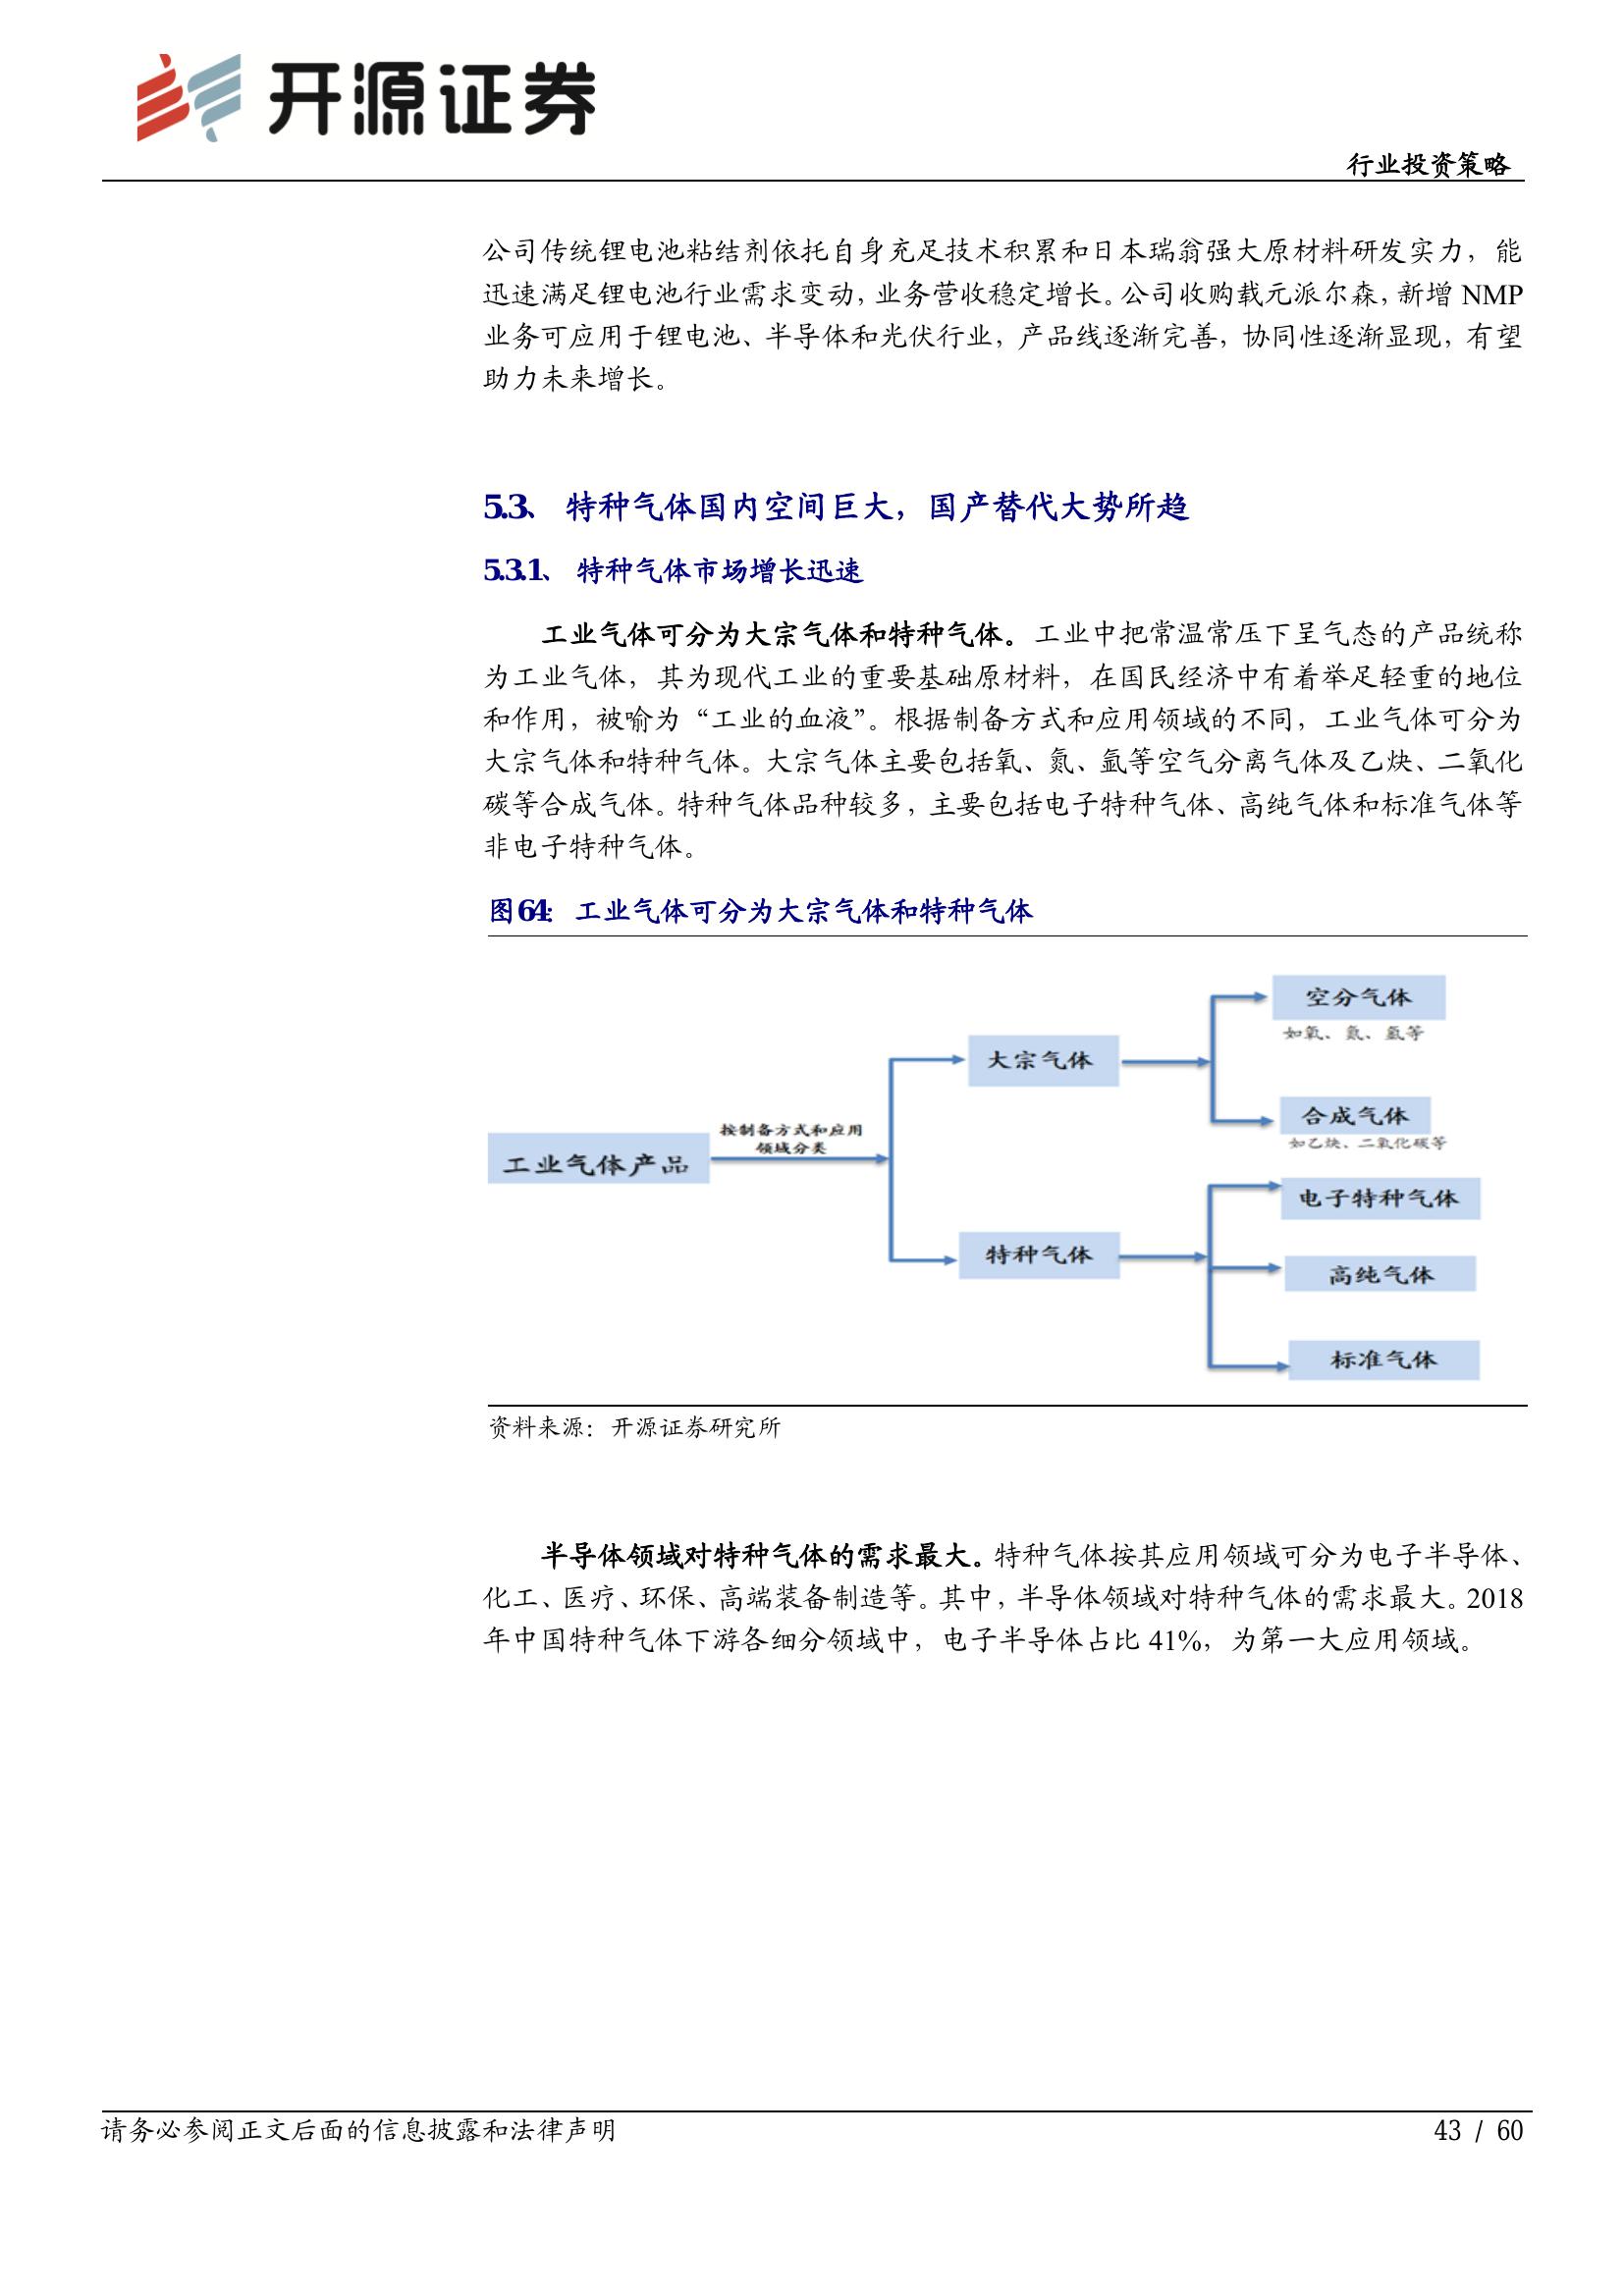 开源证券
行业投资策略
公司传统锂电池粘结剂依托自身充足技术积累和日本瑞翁强大原材料研发实力，能
迅速满足锂电池行业需求变动，业务营收稳定增长。公司收购载元派尔森，新增 NMP
业务可应用于锂电池、半导体和光伏行业，产品线逐渐完善，协同性逐渐显现，有望
助力未来增长。
5.3、 特种气体国内空间巨大，国产替代大势所趋
5.3.1、 特种气体市场增长迅速
工业气体可分为大宗气体和特种气体。工业中把常温常压下呈气态的产品统称
为工业气体，其为现代工业的重要基础原材料，在国民经济中有着举足轻重的地位
和作用，被喻为“工业的血液”。根据制备方式和应用领域的不同，工业气体可分为
大宗气体和特种气体。大宗气体主要包括氧、氮、氩等空气分离气体及乙炔、二氧化
碳等合成气体。特种气体品种较多，主要包括电子特种气体、高纯气体和标准气体等
非电子特种气体。
图64： 工业气体可分为大宗气体和特种气体
空分气体
如氧、氮、氩等
大宗气体
合成气体
如乙炔、二氧化碳等
按制备方式和应用
领域分类
工业气体产品
电子特种气体
特种气体
高纯气体
标准气体
资料来源：开源证券研究所
半导体领域对特种气体的需求最大。特种气体按其应用领域可分为电子半导体、
化工、医疗、环保、高端装备制造等。其中，半导体领域对特种气体的需求最大。2018
年中国特种气体下游各细分领域中，电子半导体占比 41%，为第一大应用领域。
请务必参阅正文后面的信息披露和法律声明
43 / 60